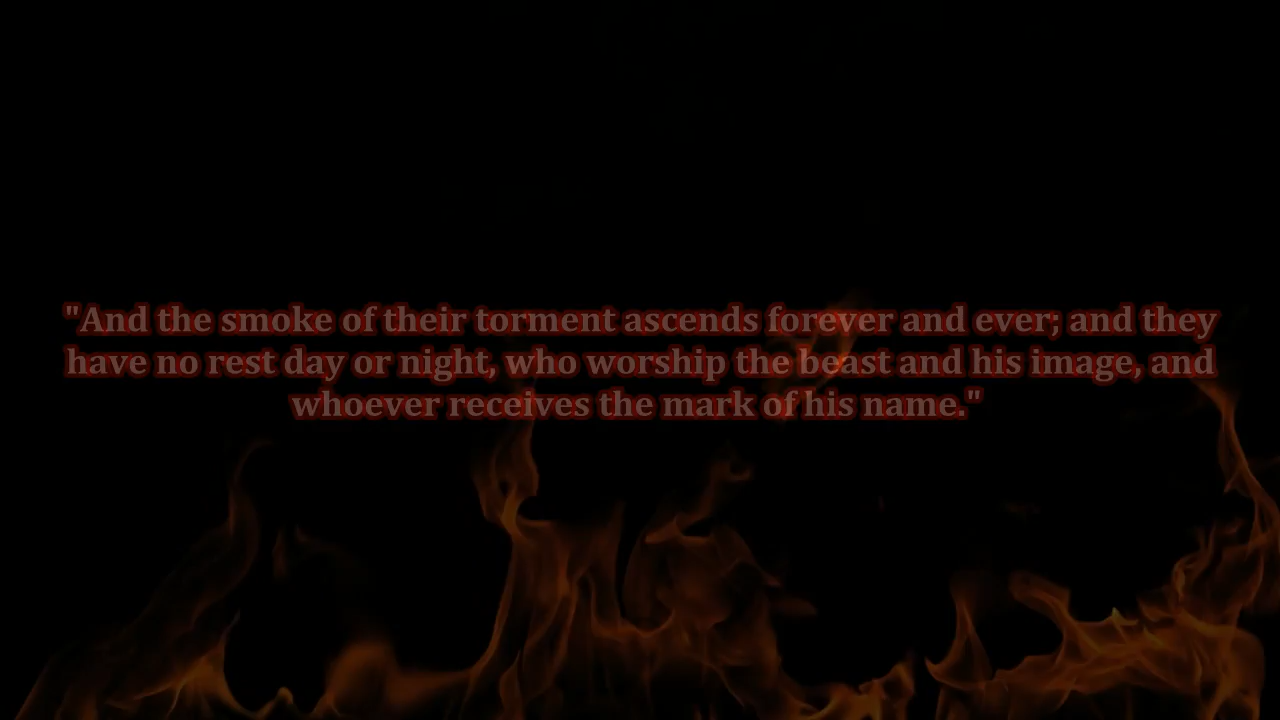 "And the smoke of their torment ascends forever and ever; and they
have no rest day or night, who worship the beast and his image, and
whoever receives the mark of his name."